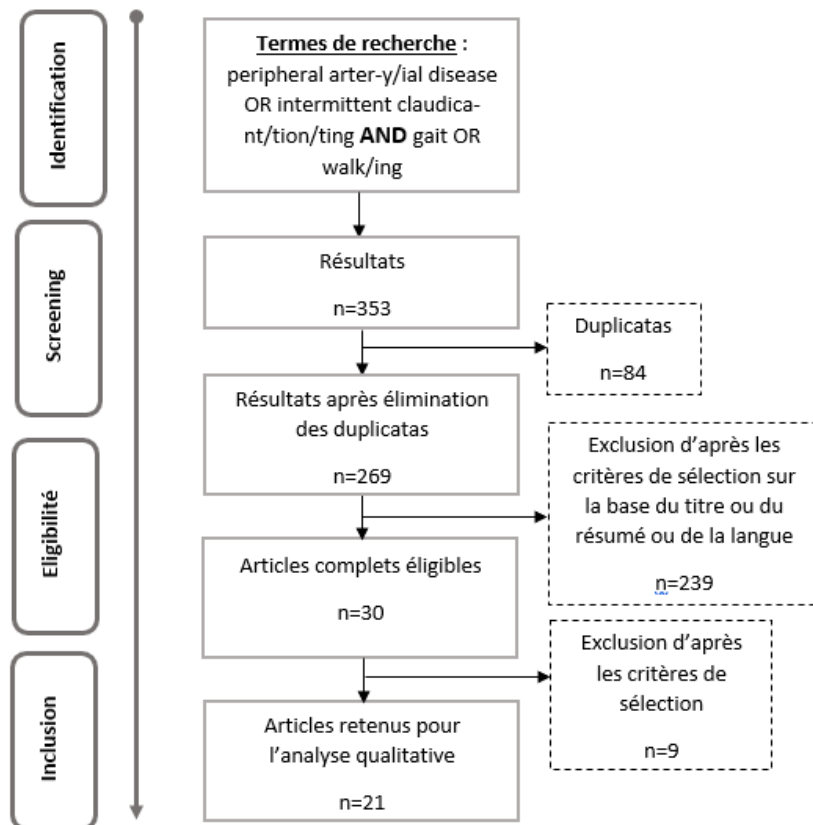 Identification
Termes de recherche :
peripheral arter-y/ial disease
OR intermittent claudica-
nt/tion/ting AND gait OR
walk/ing
Screening
Résultats
n=353
Duplicatas
n=84
Résultats après élimination
des duplicatas
n=269
Eligibilité
Exclusion d’après les
critères de sélection sur
la base du titre ou du
résumé ou de la langue
n=239
Articles complets éligibles
n=30
Exclusion d’après
les critères de
sélection
n=9
Inclusion
Articles retenus pour
l’analyse qualitative
n=21